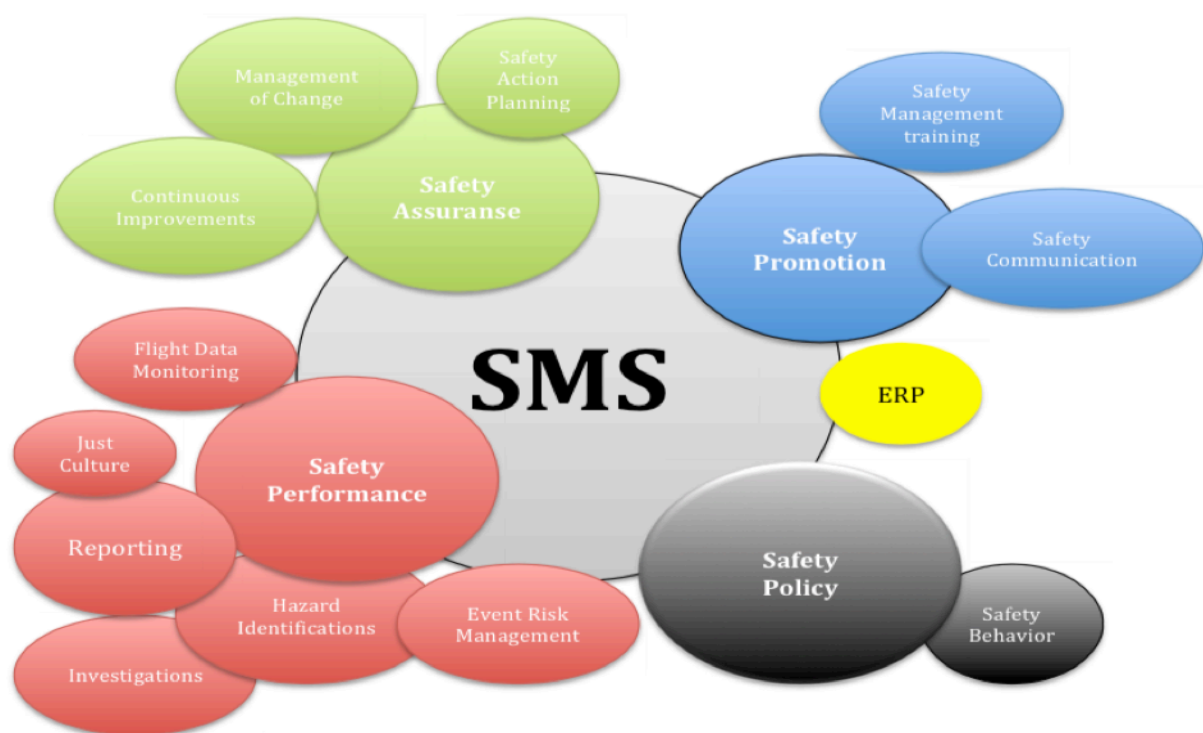 Management
of Change
Safety
Action
Planning
Continuous
Improvements
Safety
Assuranse
Safety
Management
training
Safety
Promotion
Safety
Communication
SMS
ERP
Flight Data
Monitoring
Just
Culture
Safety
Performance
Reporting
Hazard
Identifications
Event Risk
Management
Investigations
Safety
Policy
Safety
Behavior